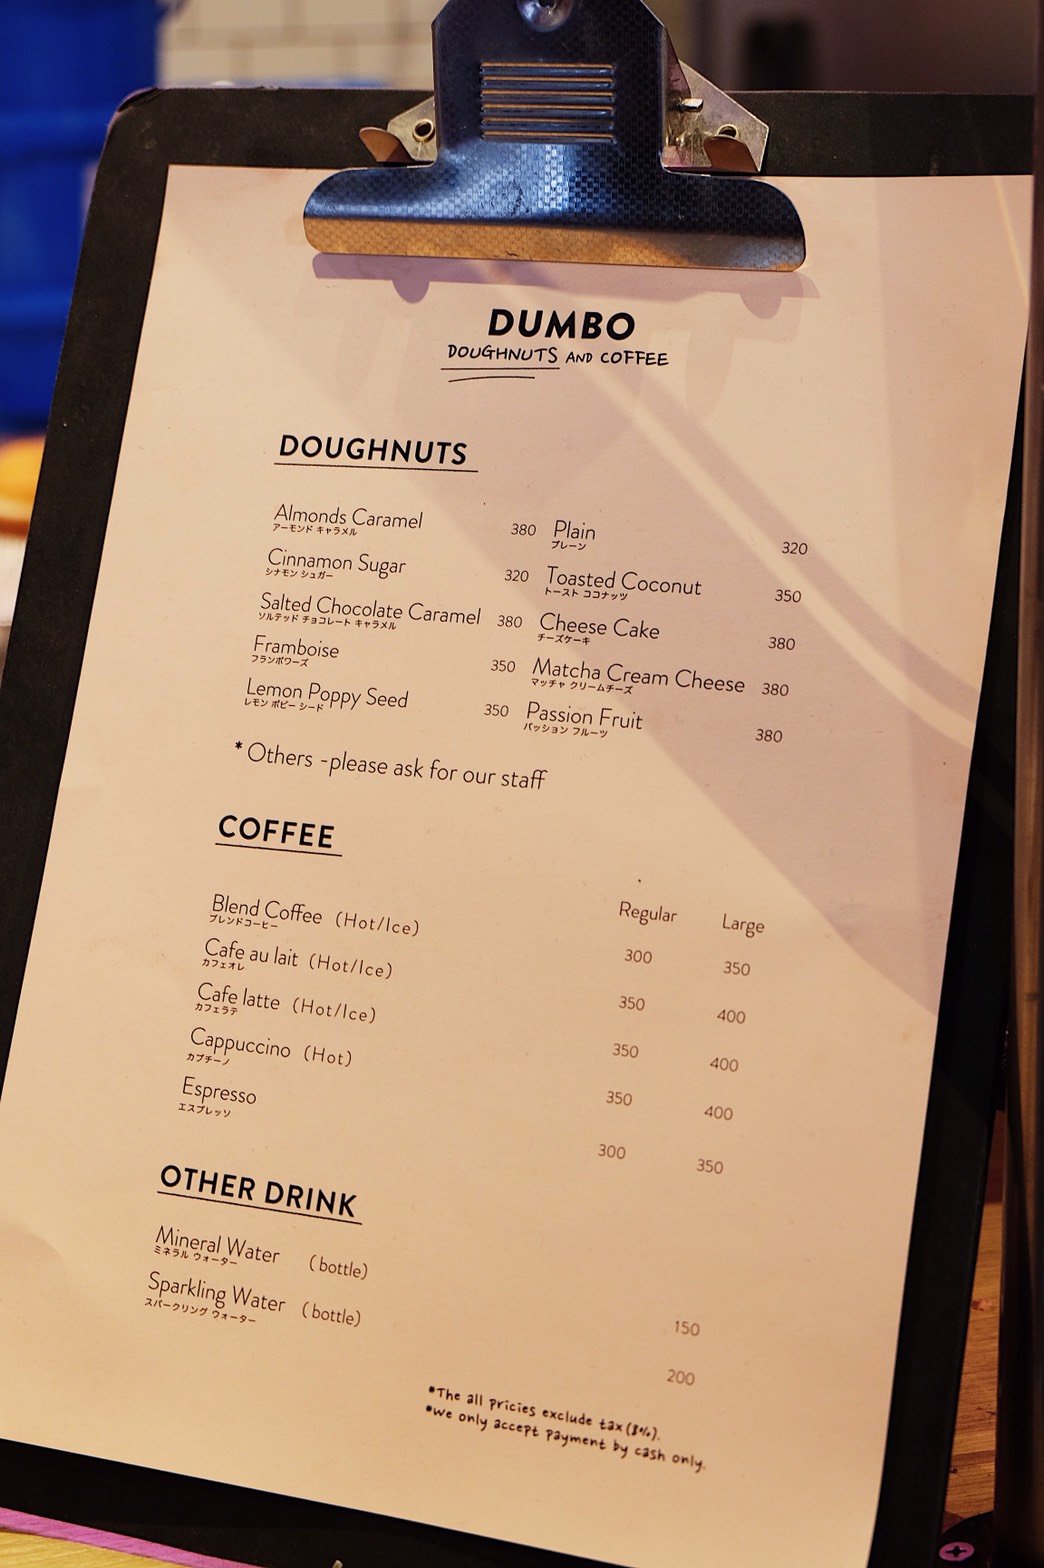 DUMBO
DOUGHNUTS AND COFFEE
DOUGHNUTS
Almonds Caramel 380
アーモンド キャラメル
Cinnamon Sugar 320
シナモン シュガー
Salted Chocolate Caramel 380
ソルテッド チョコレート キャラメル
Framboise 350
フランボワーズ
Lemon Poppy Seed 350
レモン ポピー シード
Plain 320
プレーン
Toasted Coconut 350
トースト ココナッツ
Cheese Cake 380
チーズケーキ
Matcha Cream Cheese 380
マッチャ クリームチーズ
Passion Fruit 380
パッション フルーツ
* Others -please ask for our staff
COFFEE
Regular Large
Blend Coffee (Hot/Ice) 300 350
ブレンドコーヒー
Cafe au lait (Hot/Ice) 350 400
カフェオレ
Cafe latte (Hot/Ice) 350 400
カフェラテ
Cappuccino (Hot) 350 400
カプチーノ
Espresso 300 350
エスプレッソ
OTHER DRINK
Mineral Water (bottle) 150
ミネラル ウォーター
Sparkling Water (bottle) 200
スパークリング ウォーター
*The all pricies exclude tax(8%).
*we only accept payment by cash only.